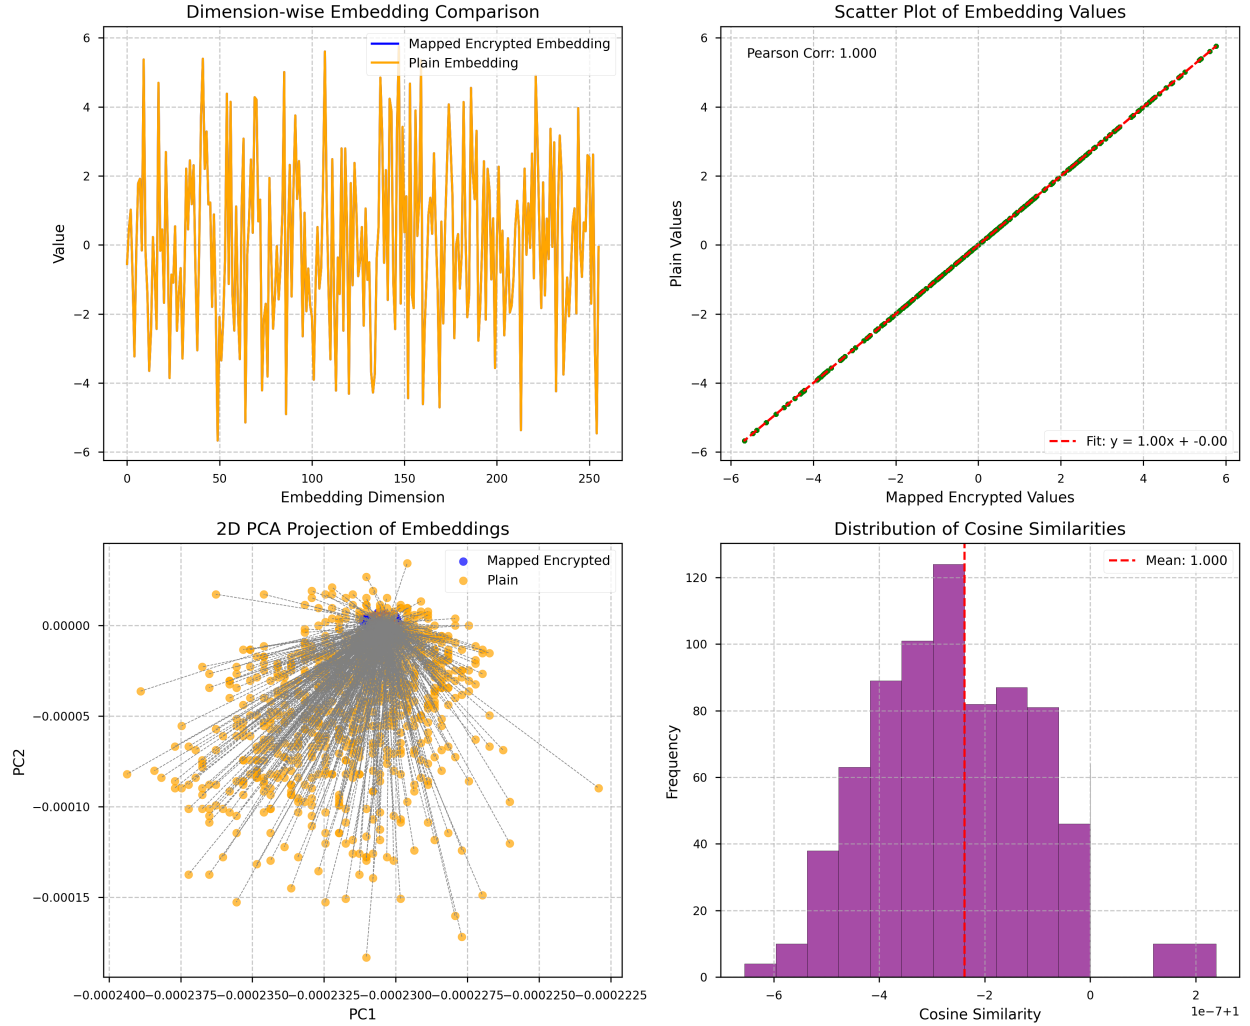 Dimension-wise Embedding Comparison
Mapped Encrypted Embedding
Plain Embedding
6
4
2
0
−2
−4
−6
Value
0 50 100 150 200 250
Embedding Dimension
Scatter Plot of Embedding Values
Pearson Corr: 1.000
6
4
2
0
−2
−4
−6
Plain Values
Fit: y = 1.00x + -0.00
−6 −4 −2 0 2 4 6
Mapped Encrypted Values
2D PCA Projection of Embeddings
Mapped Encrypted
Plain
0.00000
−0.00005
−0.00010
−0.00015
PC2
−0.0002400 −0.0002375 −0.0002350 −0.0002325 −0.0002300 −0.0002275 −0.0002250 −0.0002225
PC1
Distribution of Cosine Similarities
Mean: 1.000
120
100
80
60
40
20
0
Frequency
−6 −4 −2 0 2
1e−7+1
Cosine Similarity